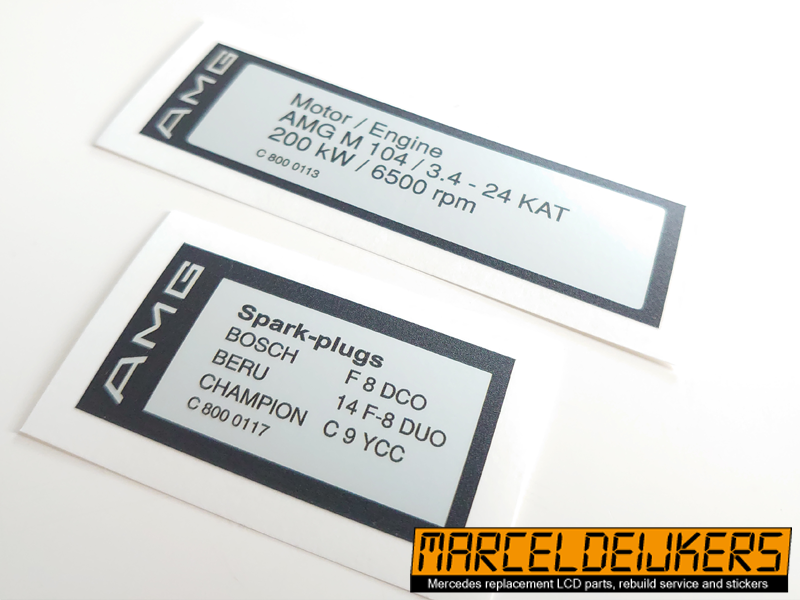 AMG
Motor / Engine
AMG M 104 / 3.4 - 24 KAT
200 kW / 6500 rpm
C 800 0113
AMG
Spark-plugs
BOSCH F 8 DCO
BERU 14 F-8 DUO
CHAMPION C 9 YCC
C 800 0117
MARCELDEIJKERS
Mercedes replacement LCD parts, rebuild service and stickers